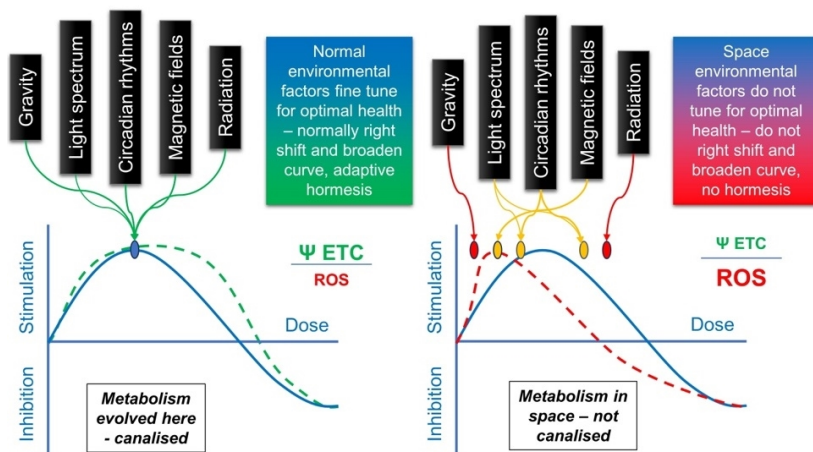 Gravity
Light spectrum
Circadian rhythms
Magnetic fields
Radiation
Normal
environmental
factors fine tune
for optimal health
– normally right
shift and broaden
curve, adaptive
hormesis
Ψ ETC
ROS
Stimulation
Inhibition
Dose
Metabolism
evolved here
- canalised
Gravity
Light spectrum
Circadian rhythms
Magnetic fields
Radiation
Space
environmental
factors do not
tune for optimal
health – do not
right shift and
broaden curve,
no hormesis
Ψ ETC
ROS
Stimulation
Inhibition
Dose
Metabolism in
space – not
canalised